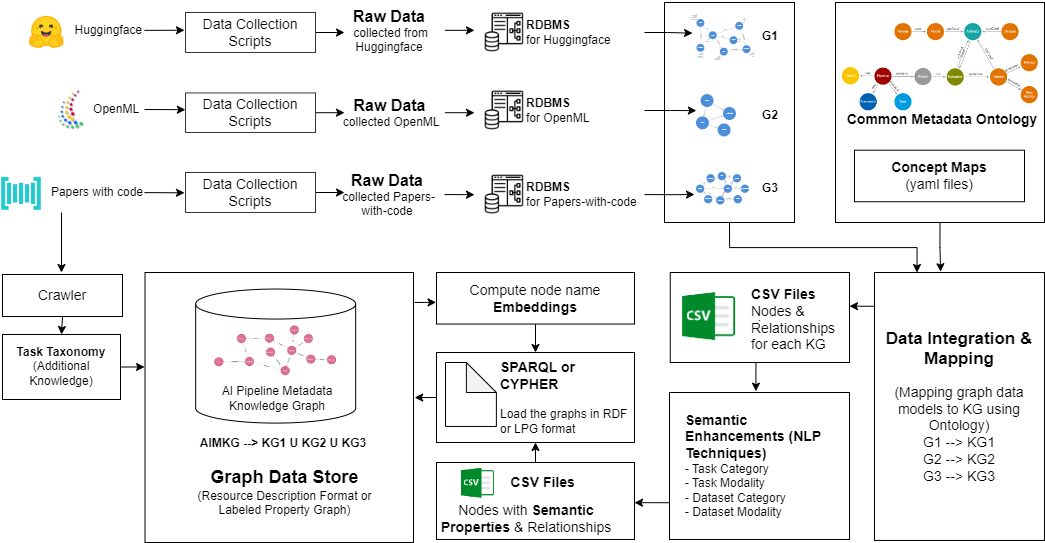 Huggingface
Data Collection
Scripts
Raw Data
collected from
Huggingface
RDBMS
for Huggingface
G1
OpenML
Data Collection
Scripts
Raw Data
collected OpenML
RDBMS
for OpenML
G2
Papers with code
Data Collection
Scripts
Raw Data
collected Papers-
with-code
RDBMS
for Papers-with-code
G3
Common Metadata Ontology
Concept Maps
(yaml files)
Crawler
Task Taxonomy
(Additional
Knowledge)
AI Pipeline Metadata
Knowledge Graph
AIMKG --> KG1 U KG2 U KG3
Graph Data Store
(Resource Description Format or
Labeled Property Graph)
Compute node name
Embeddings
SPARQL or
CYPHER
Load the graphs in RDF
or LPG format
CSV
CSV Files
Nodes with Semantic
Properties & Relationships
CSV
CSV Files
Nodes &
Relationships
for each KG
Semantic
Enhancements (NLP
Techniques)
- Task Category
- Task Modality
- Dataset Category
- Dataset Modality
Data Integration &
Mapping
(Mapping graph data
models to KG using
Ontology)
G1 --> KG1
G2 --> KG2
G3 --> KG3